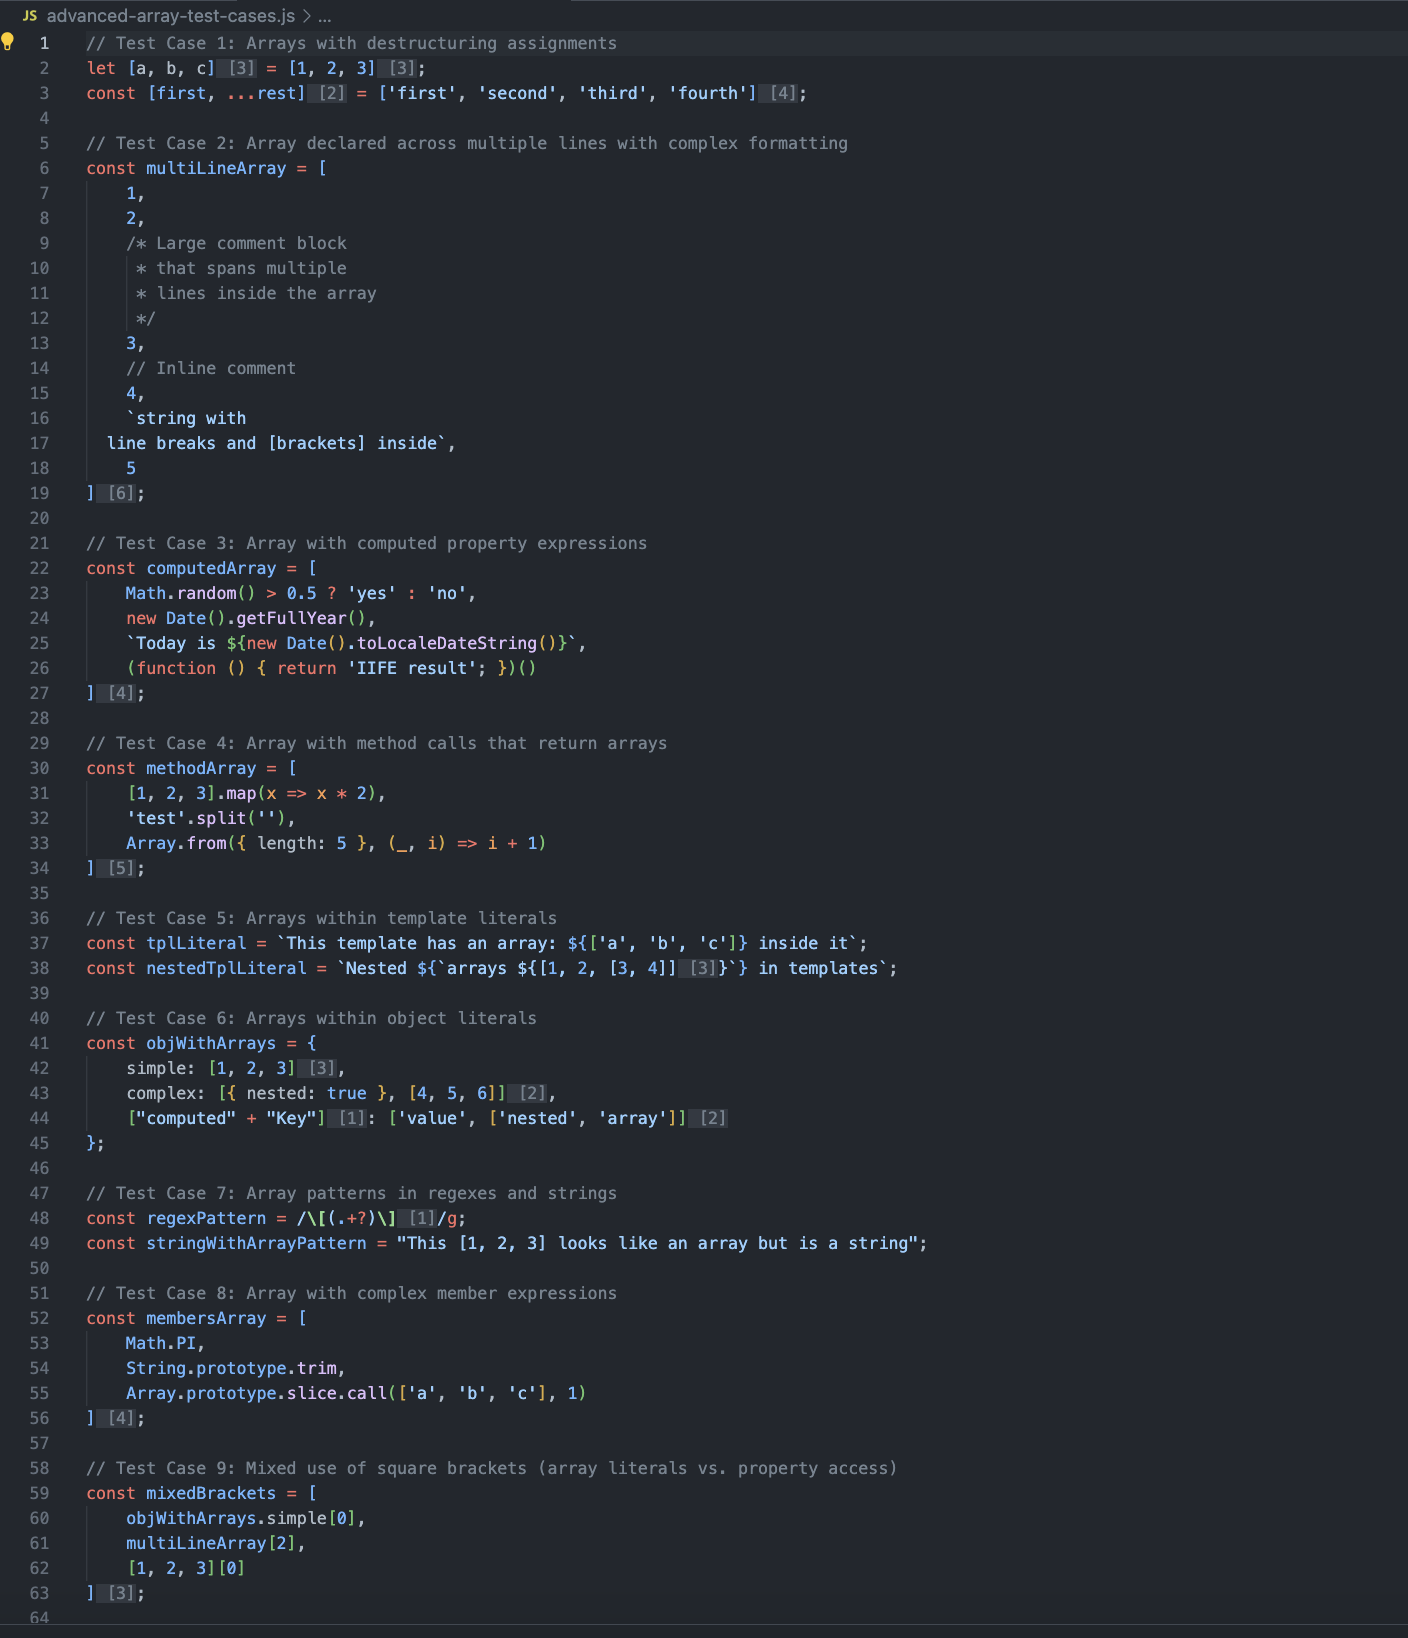 JS advanced-array-test-cases.js > ...
1 // Test Case 1: Arrays with destructuring assignments
2 let [a, b, c] [3] = [1, 2, 3] [3];
3 const [first, ...rest] [2] = ['first', 'second', 'third', 'fourth'] [4];
4
5 // Test Case 2: Array declared across multiple lines with complex formatting
6 const multiLineArray = [
7     1,
8     2,
9     /* Large comment block
10      * that spans multiple
11      * lines inside the array
12      */
13     3,
14     // Inline comment
15     4,
16     `string with
17   line breaks and [brackets] inside`,
18     5
19 ] [6];
20
21 // Test Case 3: Array with computed property expressions
22 const computedArray = [
23     Math.random() > 0.5 ? 'yes' : 'no',
24     new Date().getFullYear(),
25     `Today is ${new Date().toLocaleDateString()}`,
26     (function () { return 'IIFE result'; })()
27 ] [4];
28
29 // Test Case 4: Array with method calls that return arrays
30 const methodArray = [
31     [1, 2, 3].map(x => x * 2),
32     'test'.split(''),
33     Array.from({ length: 5 }, (_, i) => i + 1)
34 ] [5];
35
36 // Test Case 5: Arrays within template literals
37 const tplLiteral = `This template has an array: ${['a', 'b', 'c']} inside it`;
38 const nestedTplLiteral = `Nested ${`arrays ${[1, 2, [3, 4]] [3]}`} in templates`;
39
40 // Test Case 6: Arrays within object literals
41 const objWithArrays = {
42     simple: [1, 2, 3] [3],
43     complex: [{ nested: true }, [4, 5, 6]] [2],
44     ["computed" + "Key"] [1]: ['value', ['nested', 'array']] [2]
45 };
46
47 // Test Case 7: Array patterns in regexes and strings
48 const regexPattern = /\[(.+?)\] [1]/g;
49 const stringWithArrayPattern = "This [1, 2, 3] looks like an array but is a string";
50
51 // Test Case 8: Array with complex member expressions
52 const membersArray = [
53     Math.PI,
54     String.prototype.trim,
55     Array.prototype.slice.call(['a', 'b', 'c'], 1)
56 ] [4];
57
58 // Test Case 9: Mixed use of square brackets (array literals vs. property access)
59 const mixedBrackets = [
60     objWithArrays.simple[0],
61     multiLineArray[2],
62     [1, 2, 3][0]
63 ] [3];
64